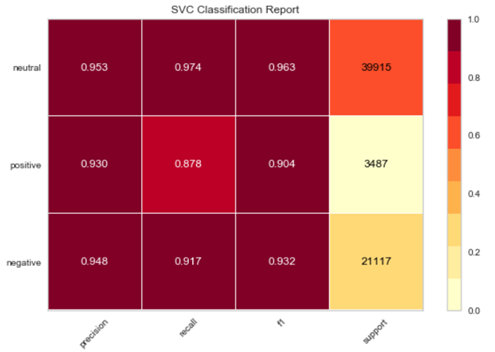 SVC Classification Report
neutral 0.953 0.974 0.963 39915
positive 0.930 0.878 0.904 3487
negative 0.948 0.917 0.932 21117
precision recall f1 support
1.0
0.8
0.6
0.4
0.2
0.0